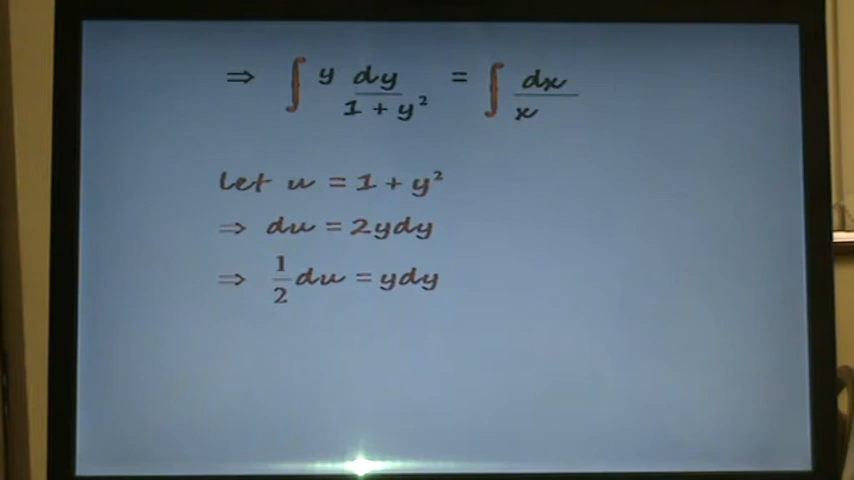 ⇒ ∫ y dy/(1 + y²) = ∫ dx/x
Let u = 1 + y²
⇒ du = 2ydy
⇒ 1/2 du = ydy